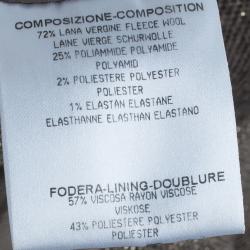 COMPOSIZIONE-COMPOSITION
72% LANA VERGINE FLEECE WOOL
LAINE VIERGE SCHURWOLLE
25% POLIAMMIDE POLYAMIDE
POLYAMID
2% POLIESTERE POLYESTER
POLIESTER
1% ELASTAN ELASTANE
ELASTHANNE ELASTHAN ELASTANO
FODERA-LINING-DOUBLURE
57% VISCOSA RAYON VISCOSE
VISKOSE
43% POLIESTERE POLYESTER
POLIESTER